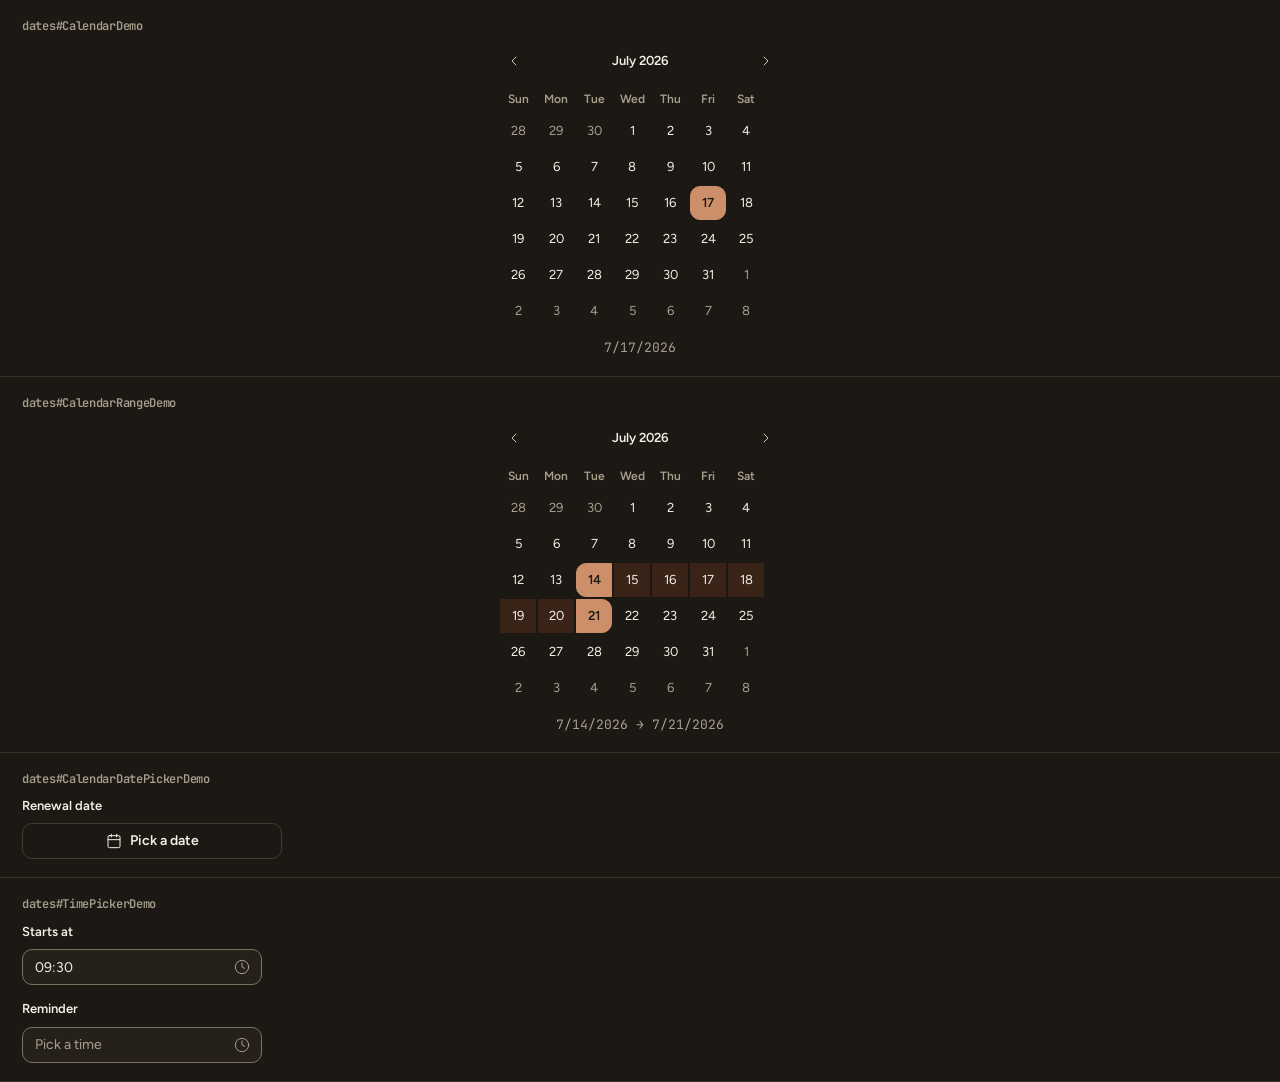 dates#CalendarDemo
July 2026
Sun Mon Tue Wed Thu Fri Sat
28 29 30 1 2 3 4
5 6 7 8 9 10 11
12 13 14 15 16 17 18
19 20 21 22 23 24 25
26 27 28 29 30 31 1
2 3 4 5 6 7 8
7/17/2026
dates#CalendarRangeDemo
July 2026
Sun Mon Tue Wed Thu Fri Sat
28 29 30 1 2 3 4
5 6 7 8 9 10 11
12 13 14 15 16 17 18
19 20 21 22 23 24 25
26 27 28 29 30 31 1
2 3 4 5 6 7 8
7/14/2026 → 7/21/2026
dates#CalendarDatePickerDemo
Renewal date
Pick a date
dates#TimePickerDemo
Starts at
09:30
Reminder
Pick a time